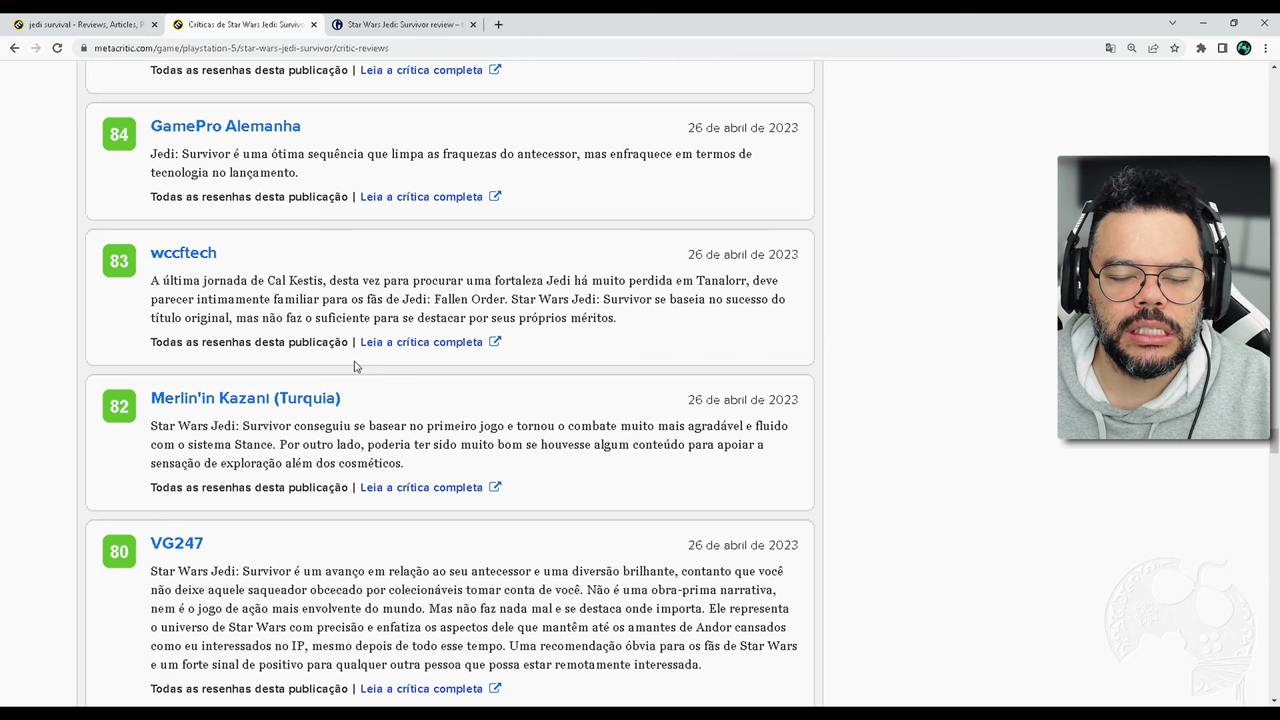 jedi survival - Reviews, Articles, P
Críticas de Star Wars Jedi: Survivo
Star Wars Jedi: Survivor review –
metacritic.com/game/playstation-5/star-wars-jedi-survivor/critic-reviews
Todas as resenhas desta publicação | Leia a crítica completa
84
GamePro Alemanha
26 de abril de 2023
Jedi: Survivor é uma ótima sequência que limpa as fraquezas do antecessor, mas enfraquece em termos de
tecnologia no lançamento.
Todas as resenhas desta publicação | Leia a crítica completa
83
wccftech
26 de abril de 2023
A última jornada de Cal Kestis, desta vez para procurar uma fortaleza Jedi há muito perdida em Tanalorr, deve
parecer intimamente familiar para os fãs de Jedi: Fallen Order. Star Wars Jedi: Survivor se baseia no sucesso do
título original, mas não faz o suficiente para se destacar por seus próprios méritos.
Todas as resenhas desta publicação | Leia a crítica completa
82
Merlin'in Kazanı (Turquia)
26 de abril de 2023
Star Wars Jedi: Survivor conseguiu se basear no primeiro jogo e tornou o combate muito mais agradável e fluido
com o sistema Stance. Por outro lado, poderia ter sido muito bom se houvesse algum conteúdo para apoiar a
sensação de exploração além dos cosméticos.
Todas as resenhas desta publicação | Leia a crítica completa
80
VG247
26 de abril de 2023
Star Wars Jedi: Survivor é um avanço em relação ao seu antecessor e uma diversão brilhante, contanto que você
não deixe aquele saqueador obcecado por colecionáveis tomar conta de você. Não é uma obra-prima narrativa,
nem é o jogo de ação mais envolvente do mundo. Mas não faz nada mal e se destaca onde importa. Ele representa
o universo de Star Wars com precisão e enfatiza os aspectos dele que mantêm até os amantes de Andor cansados
como eu interessados no IP, mesmo depois de todo esse tempo. Uma recomendação óbvia para os fãs de Star Wars
e um forte sinal de positivo para qualquer outra pessoa que possa estar remotamente interessada.
Todas as resenhas desta publicação | Leia a crítica completa